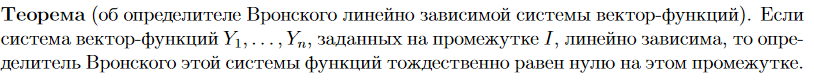 Теорема (об определителе Вронского линейно зависимой системы вектор-функций). Если
система вектор-функций Y₁, . . . , Yₙ, заданных на промежутке I, линейно зависима, то опре-
делитель Вронского этой системы функций тождественно равен нулю на этом промежутке.